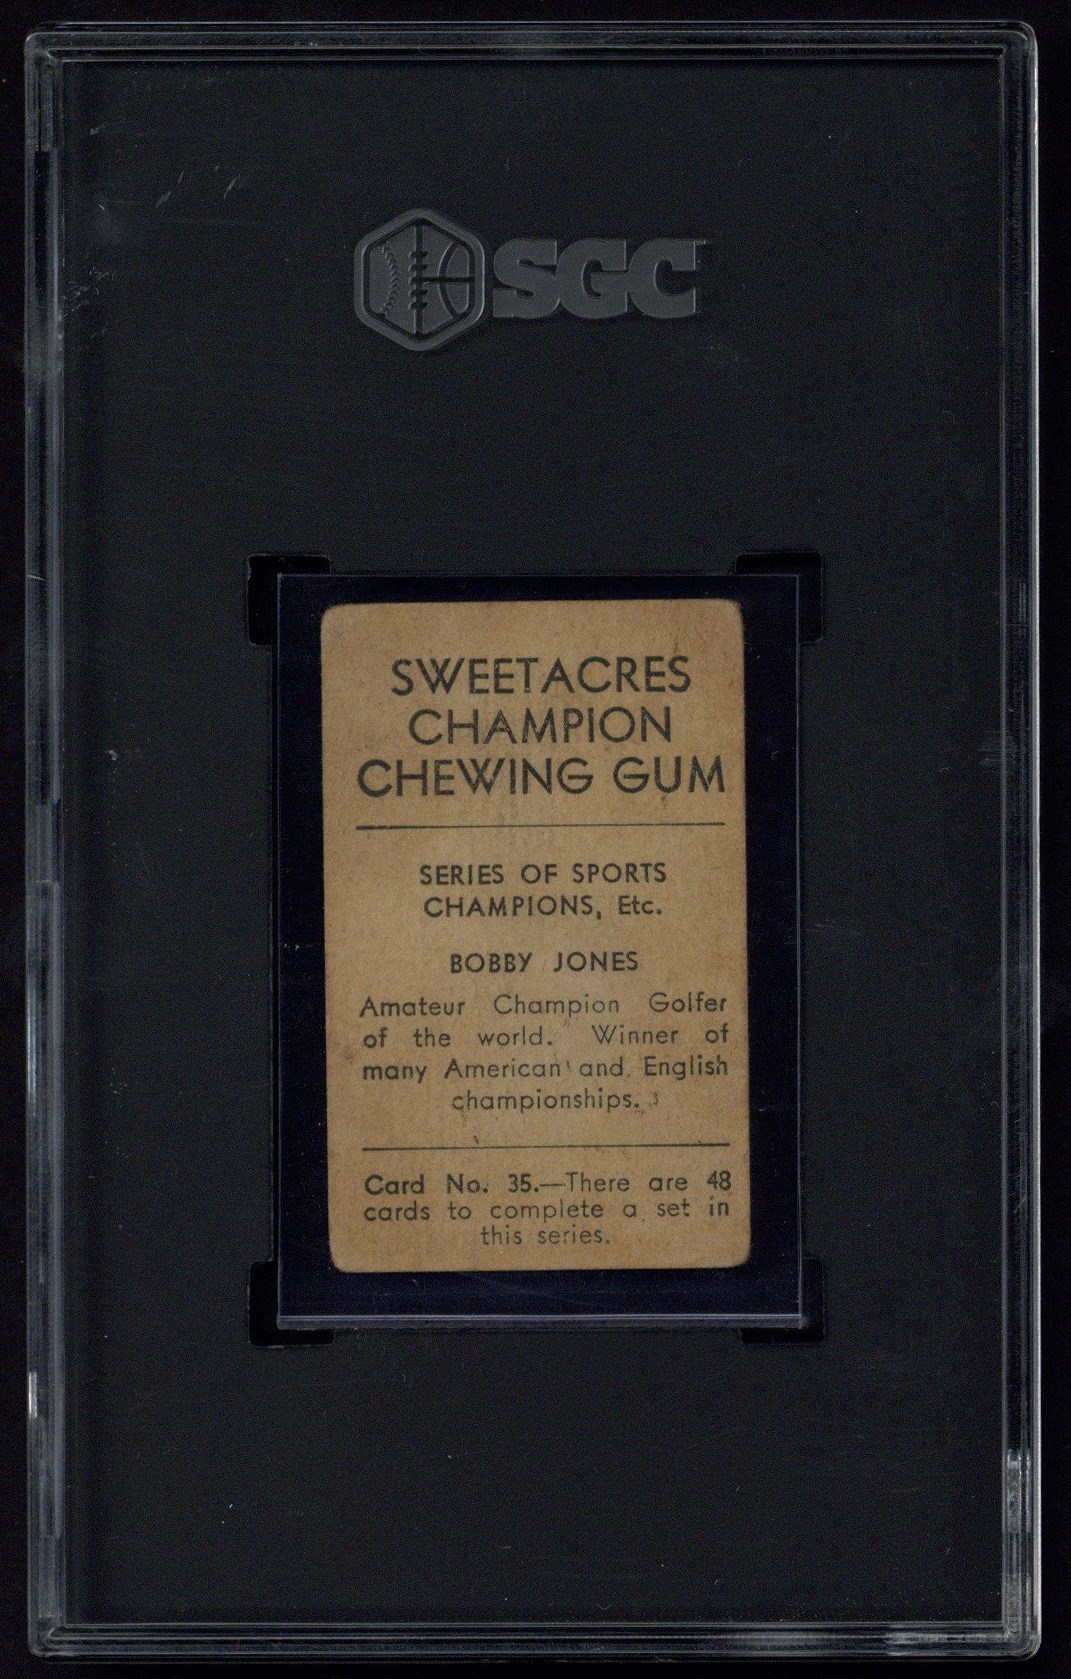 SGC
SWEETACRES
CHAMPION
CHEWING GUM
SERIES OF SPORTS
CHAMPIONS, Etc.
BOBBY JONES
Amateur Champion Golfer
of the world. Winner of
many American and English
championships.
Card No. 35.—There are 48
cards to complete a set in
this series.